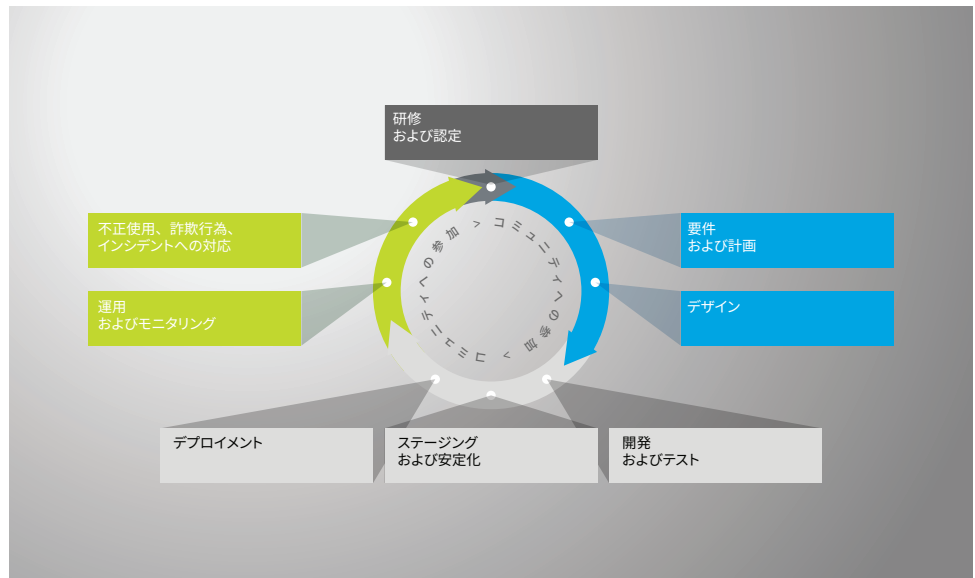 研修
および認定
不正使用、詐欺行為、
インシデントへの対応
要件
および計画
運用
およびモニタリング
デザイン
コミュニティへの参加 > コミュニティへの参加 >
デプロイメント
ステージング
および安定化
開発
およびテスト